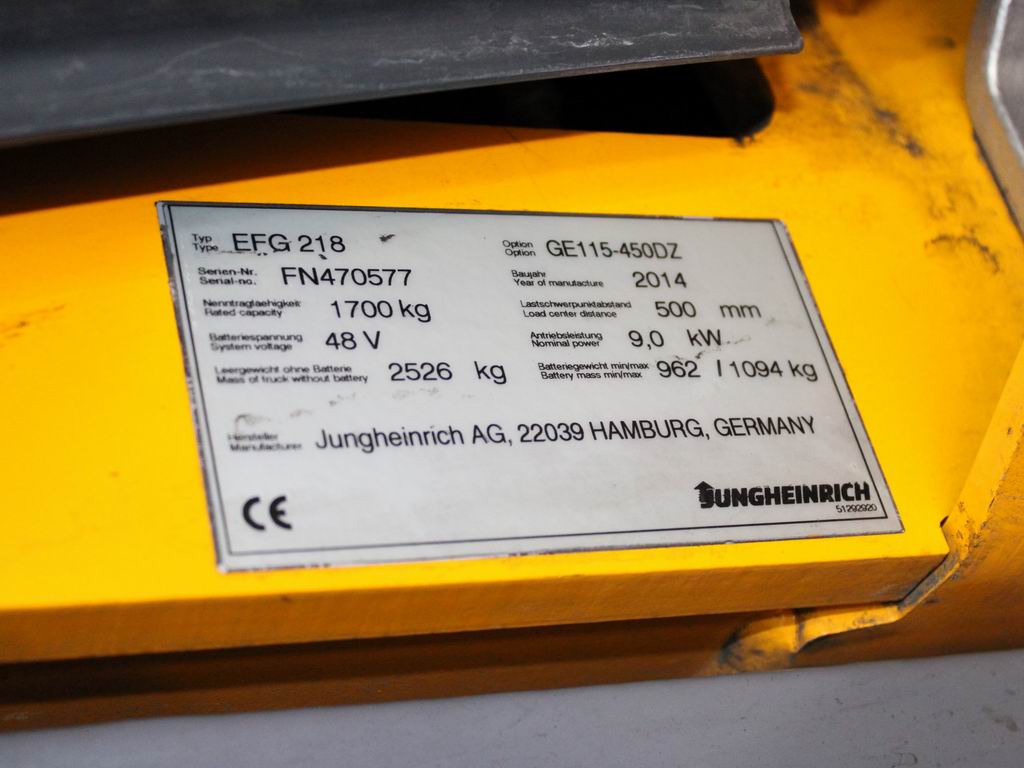 Typ EFG 218 Option GE115-450DZ
Type Option
Serien-Nr. FN470577 Baujahr 2014
Serial-no. Year of manufacture
Nenntragfaehigkeit 1700 kg Lastschwerpunktabstand 500 mm
Rated capacity Load center distance
Batteriespannung 48 V Antriebsleistung 9,0 kW
System voltage Nominal power
Leergewicht ohne Batterie 2526 kg Batteriegewicht min/max 962 / 1094 kg
Mass of truck without battery Battery mass min/max
Hersteller Jungheinrich AG, 22039 HAMBURG, GERMANY
Manufacturer
CE JUNGHEINRICH
51292920